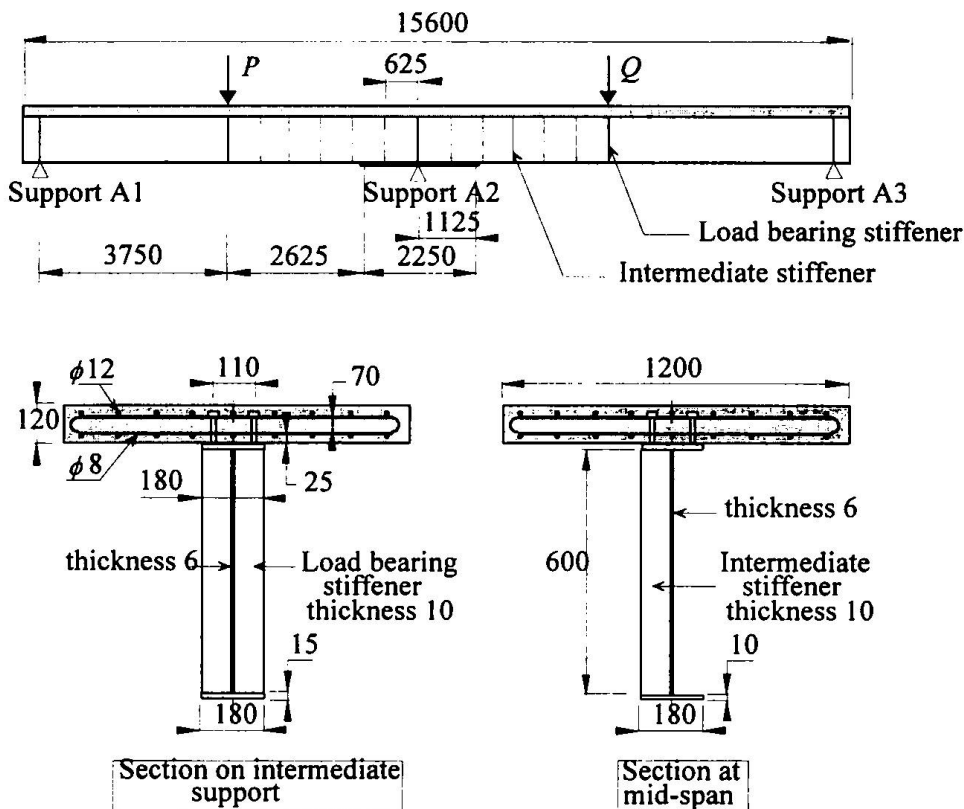 15600
P
625
Q
Support A1
Support A2
Support A3
1125
Load bearing stiffener
3750
2625
2250
Intermediate stiffener
ϕ12
110
70
1200
120
ϕ8
180
25
thickness 6
thickness 6
Load bearing
stiffener
thickness 10
600
Intermediate
stiffener
thickness 10
15
10
180
180
Section on intermediate
support
Section at
mid-span